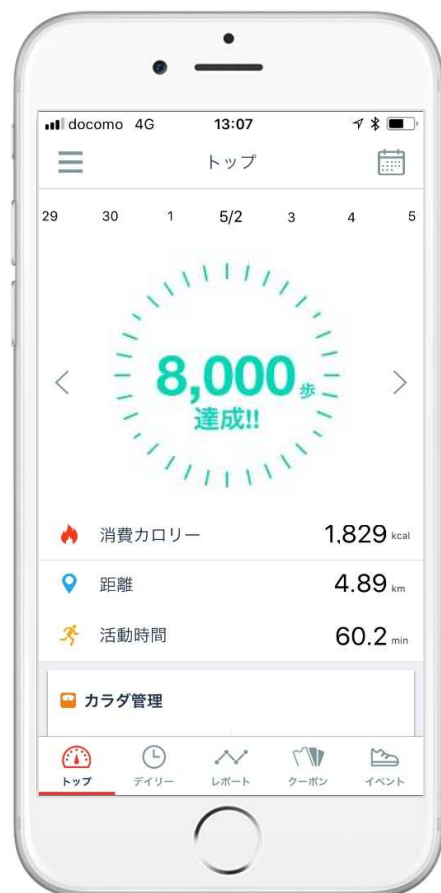 docomo 4G 13:07
トップ
29 30 1 5/2 3 4 5
8,000歩
達成!!
消費カロリー 1,829 kcal
距離 4.89 km
活動時間 60.2 min
カラダ管理
トップ デイリー レポート クーポン イベント